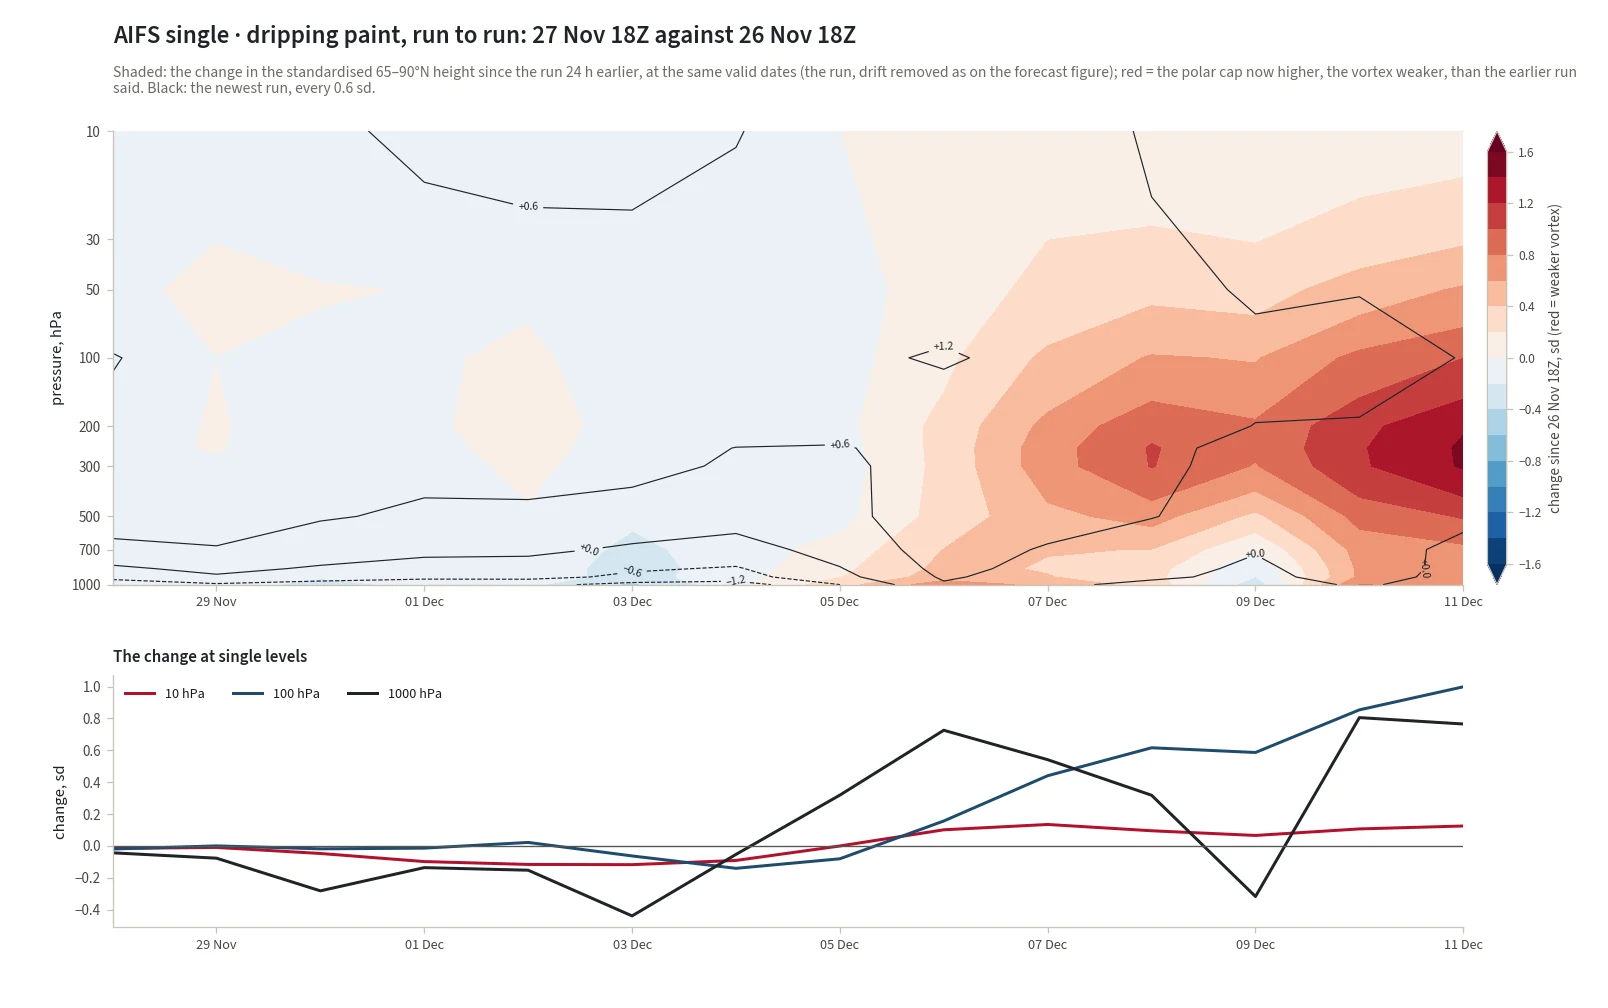 AIFS single · dripping paint, run to run: 27 Nov 18Z against 26 Nov 18Z
Shaded: the change in the standardised 65–90°N height since the run 24 h earlier, at the same valid dates (the run, drift removed as on the forecast figure); red = the polar cap now higher, the vortex weaker, than the earlier run
said. Black: the newest run, every 0.6 sd.
pressure, hPa
10
30
50
100
200
300
500
700
1000
+0.6
+1.2
+0.6
+0.0
−0.6
−1.2
+0.0
+0.0
29 Nov
01 Dec
03 Dec
05 Dec
07 Dec
09 Dec
11 Dec
1.6
1.2
0.8
0.4
0.0
−0.4
−0.8
−1.2
−1.6
change since 26 Nov 18Z, sd (red = weaker vortex)
The change at single levels
10 hPa
100 hPa
1000 hPa
change, sd
1.0
0.8
0.6
0.4
0.2
0.0
−0.2
−0.4
29 Nov
01 Dec
03 Dec
05 Dec
07 Dec
09 Dec
11 Dec